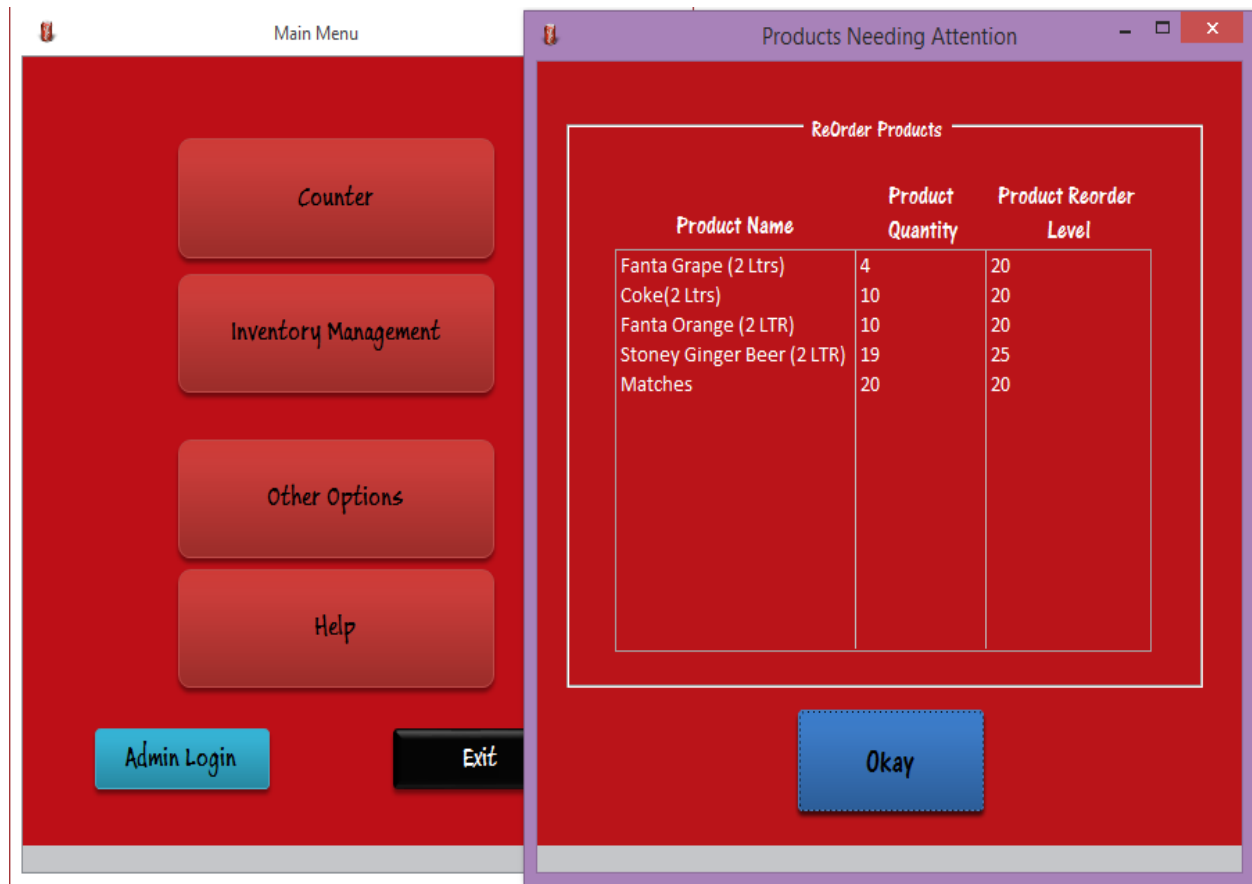 Main Menu
Counter
Inventory Management
Other Options
Help
Admin Login
Exit
Products Needing Attention
ReOrder Products
Product Name
Product
Quantity
Product Reorder
Level
Fanta Grape (2 Ltrs) 4 20
Coke(2 Ltrs) 10 20
Fanta Orange (2 LTR) 10 20
Stoney Ginger Beer (2 LTR) 19 25
Matches 20 20
Okay